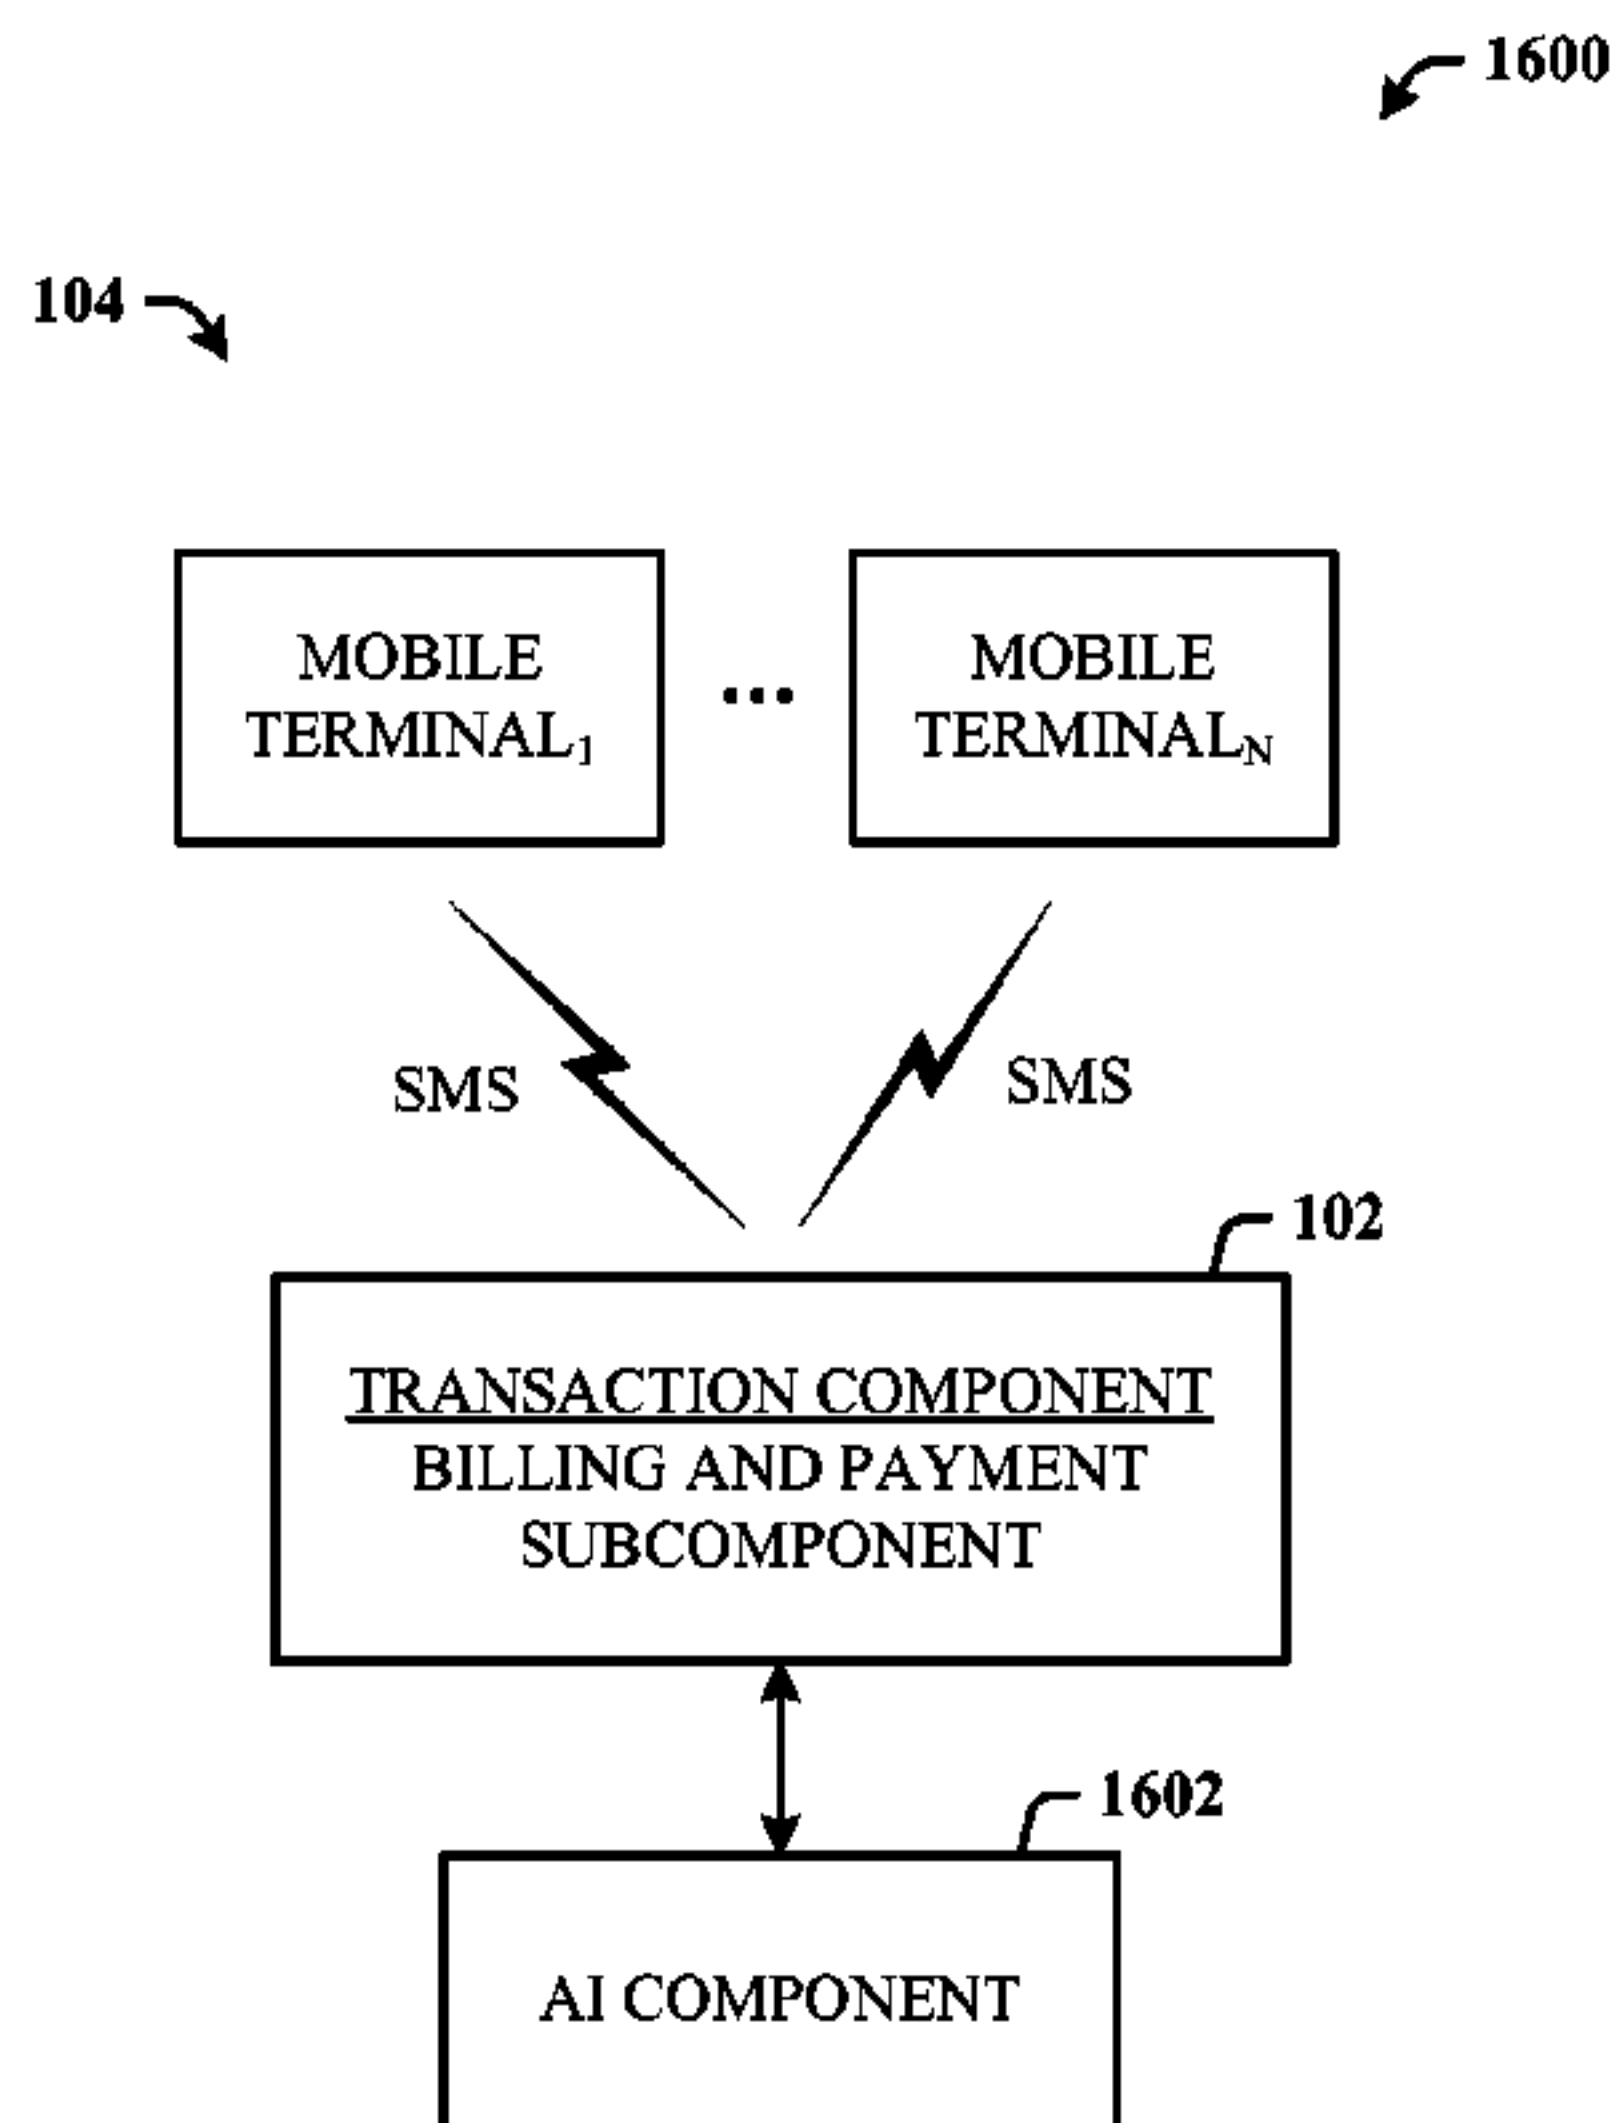 1600
104
MOBILE
TERMINAL1
...
MOBILE
TERMINALN
SMS
SMS
102
TRANSACTION COMPONENT
BILLING AND PAYMENT
SUBCOMPONENT
1602
AI COMPONENT